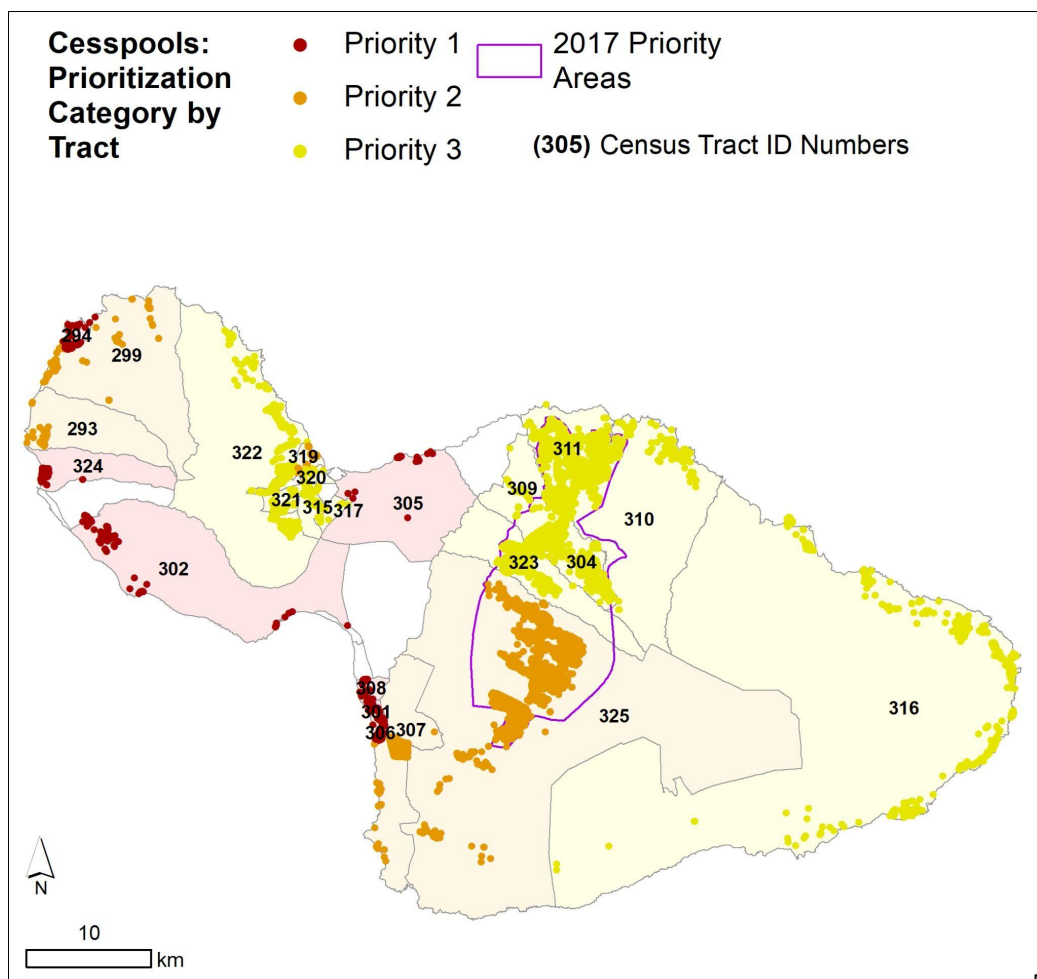 Cesspools:
Prioritization
Category by
Tract
Priority 1
Priority 2
Priority 3
2017 Priority
Areas
(305) Census Tract ID Numbers
294
299
293
324
322
319
320
321
315
317
305
302
311
309
310
323
304
308
301
306
307
325
316
N
10
km